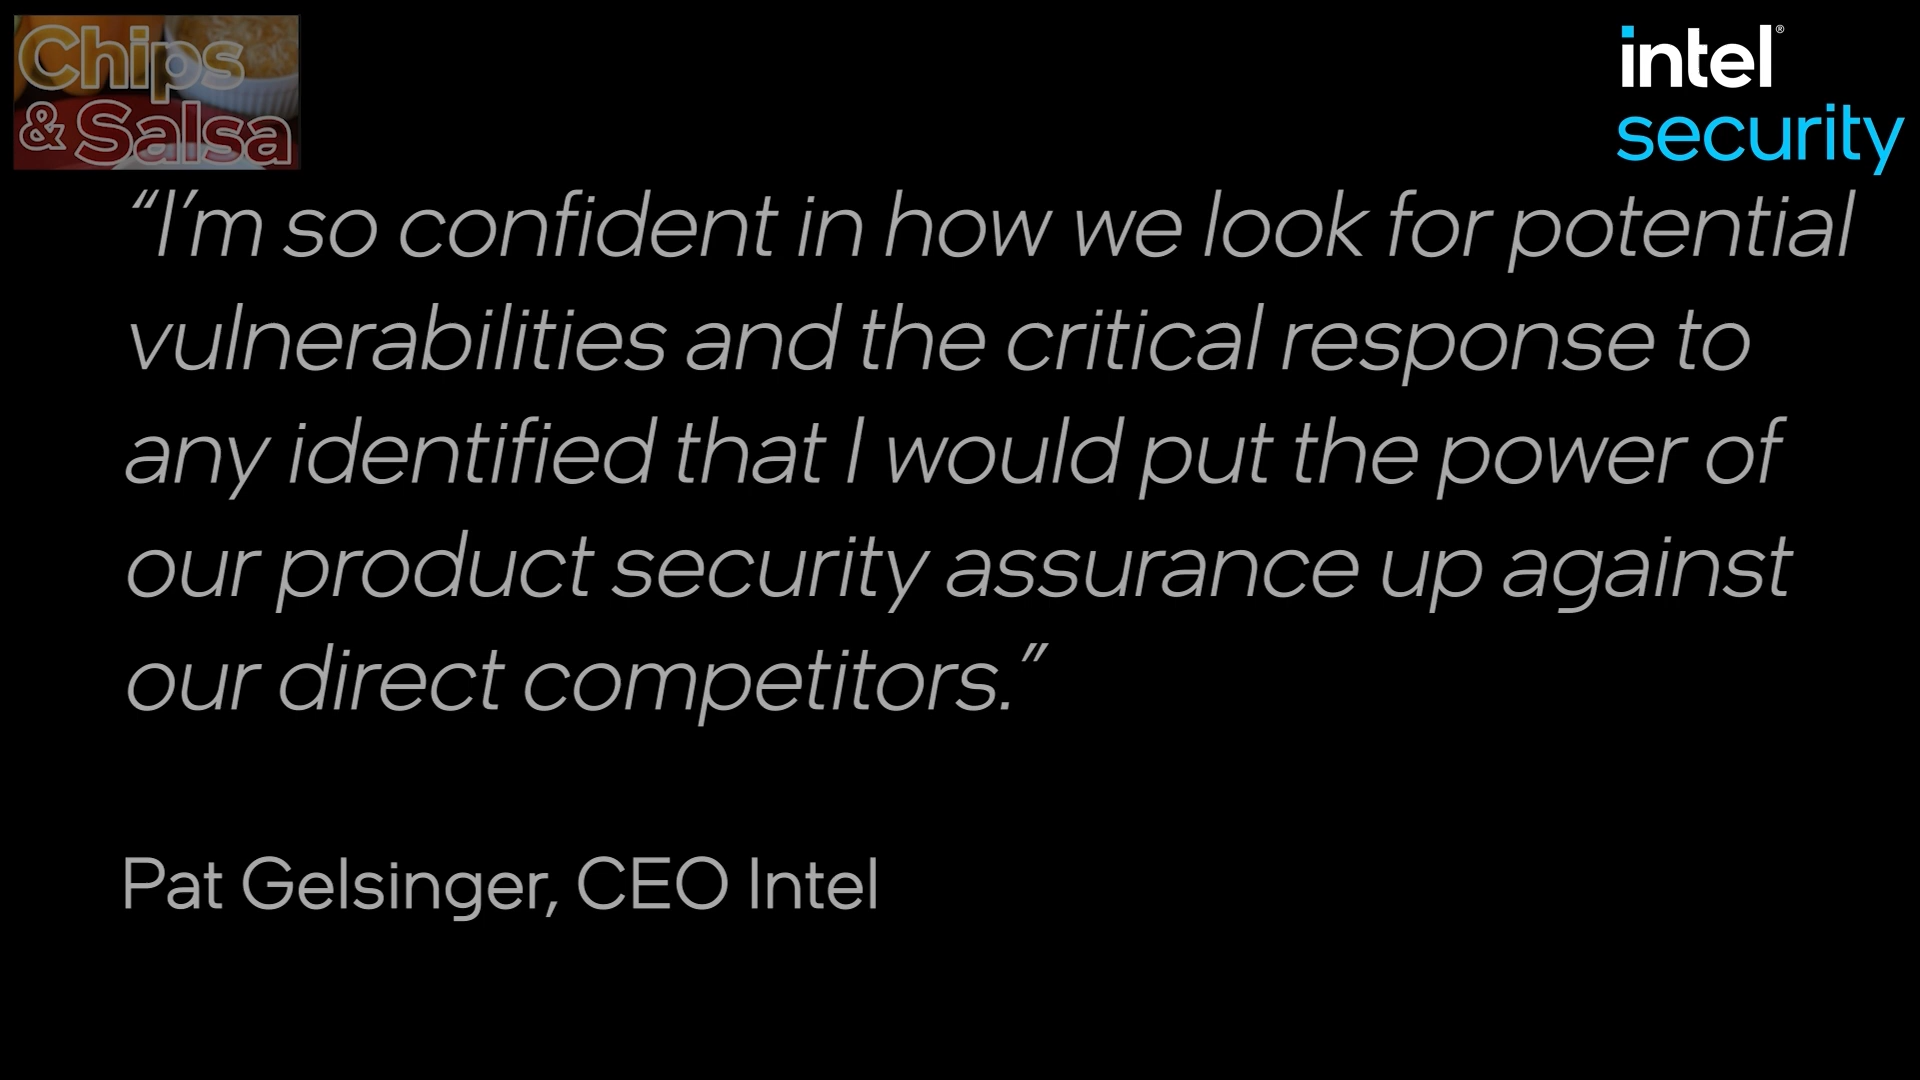 Chips
& Salsa
intel®
security
“I’m so confident in how we look for potential
vulnerabilities and the critical response to
any identified that I would put the power of
our product security assurance up against
our direct competitors.”
Pat Gelsinger, CEO Intel